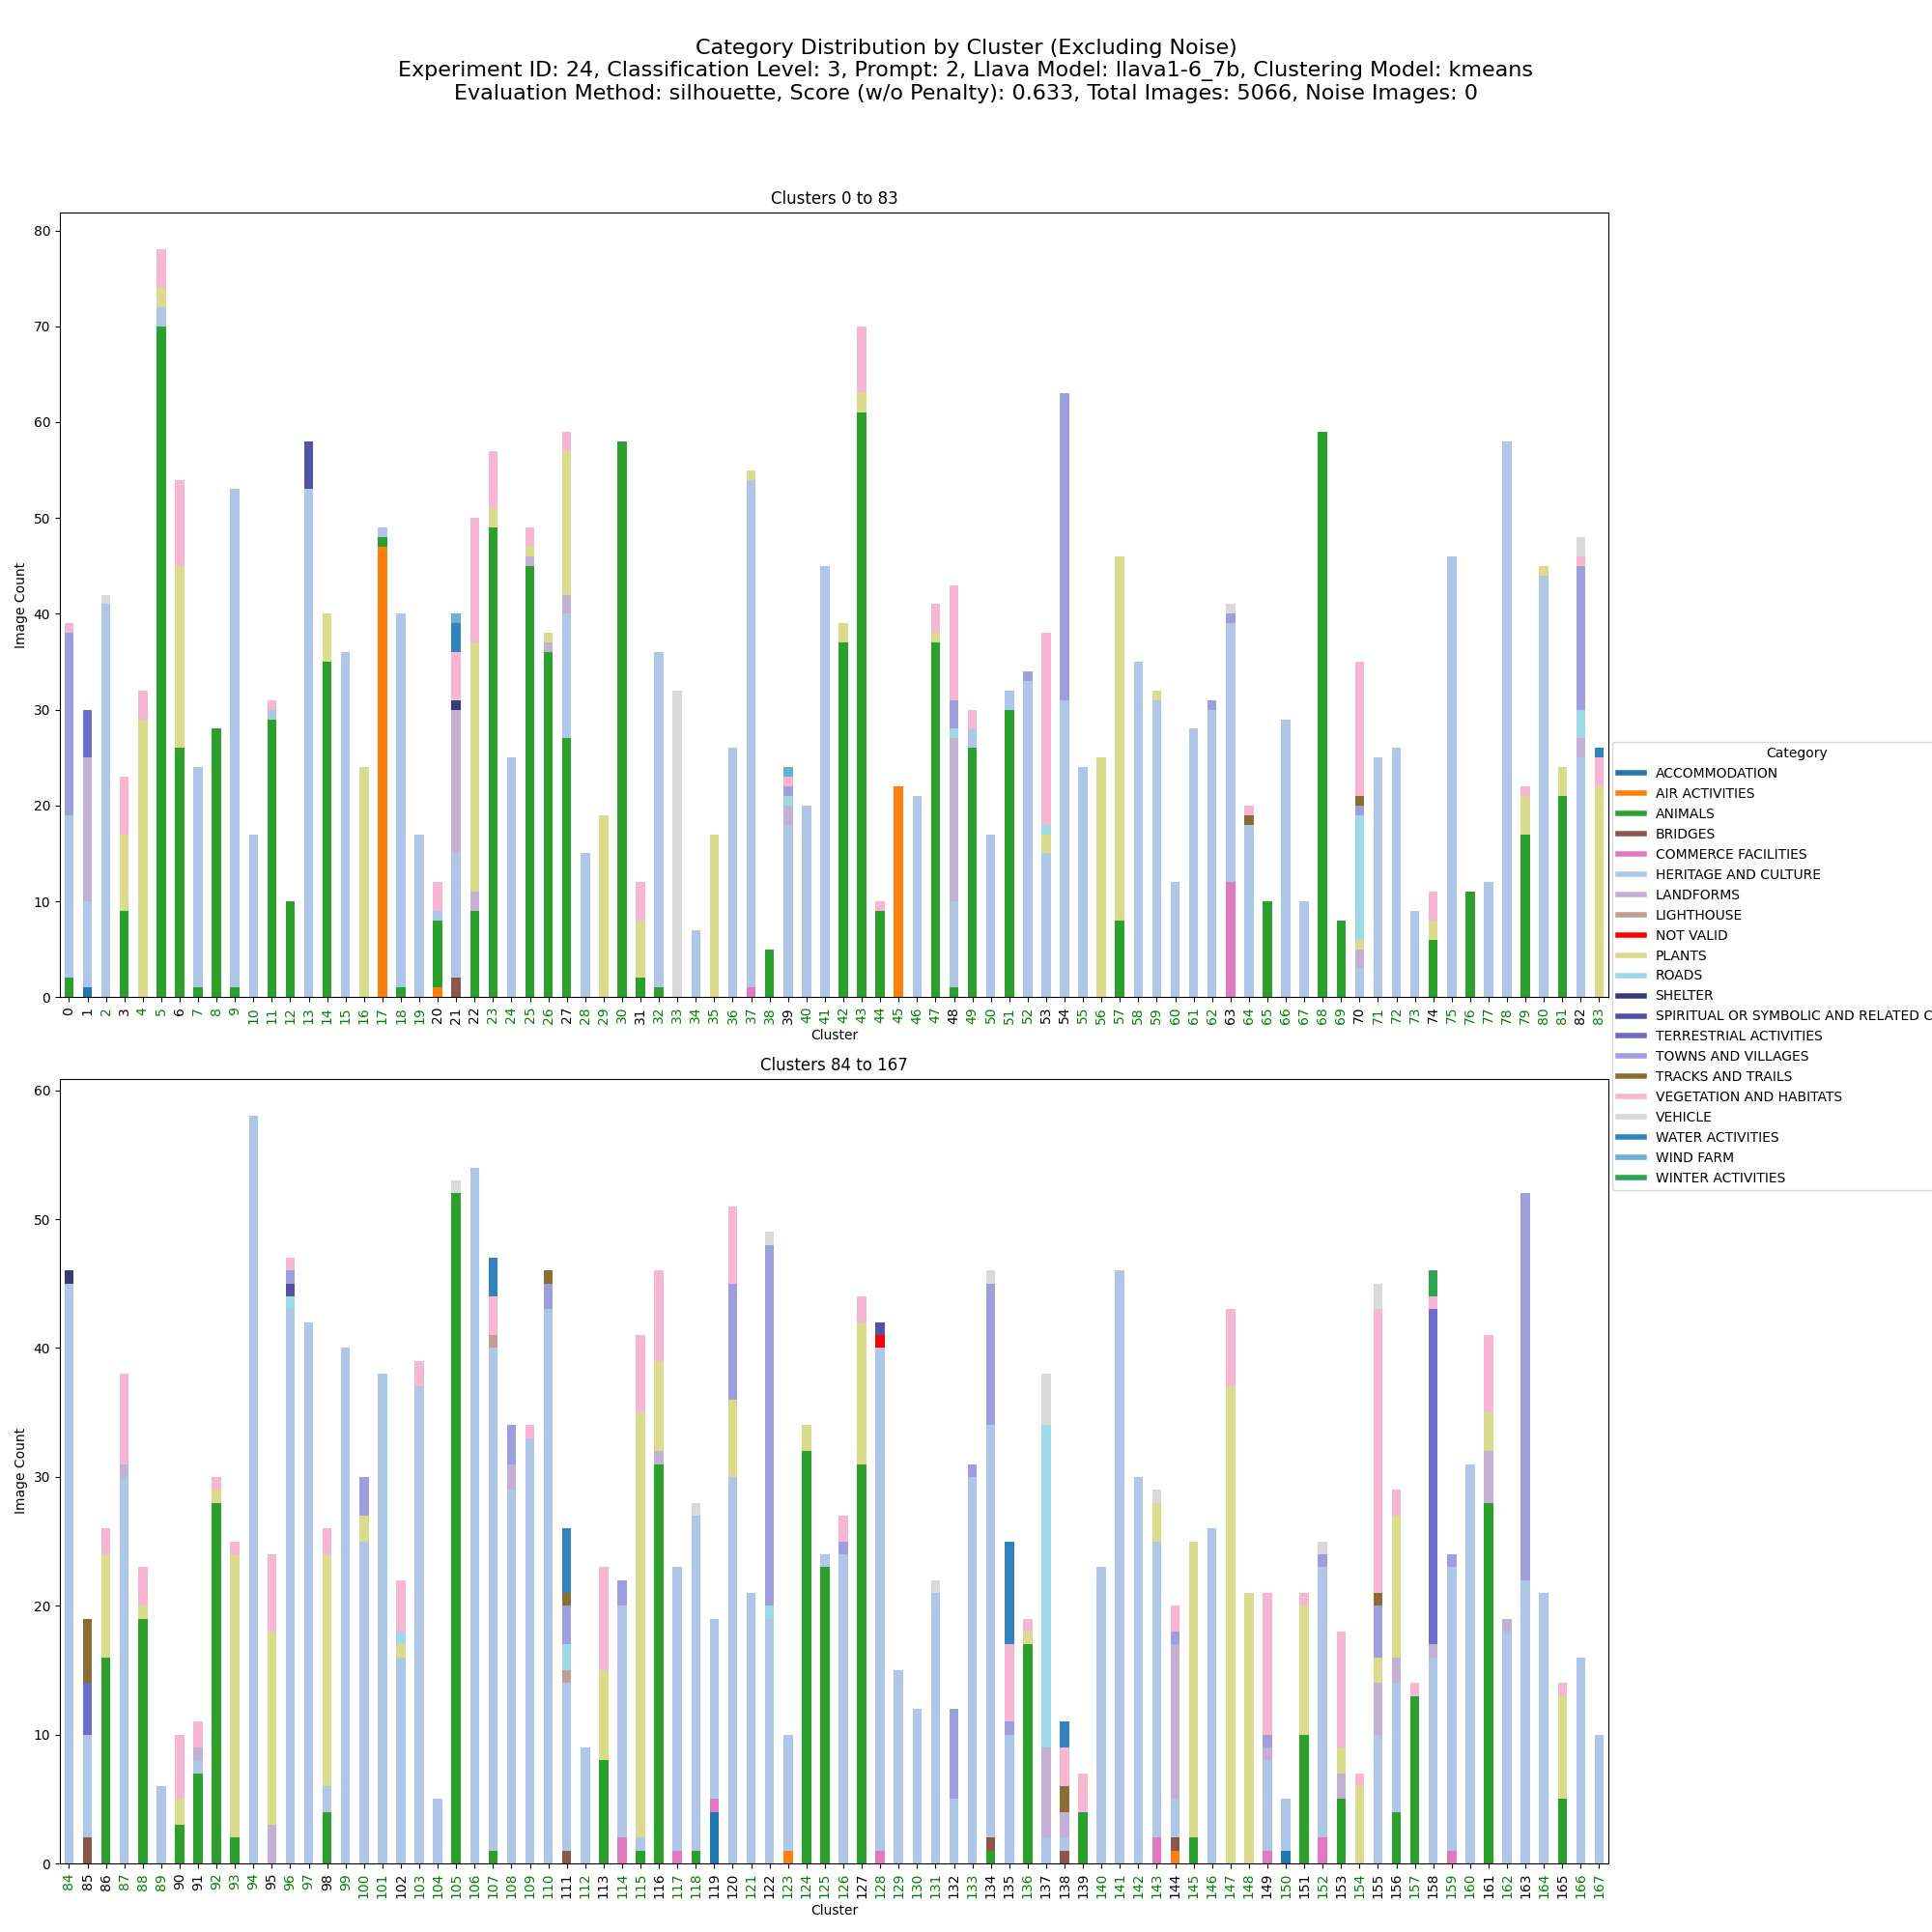 Category Distribution by Cluster (Excluding Noise)
Experiment ID: 24, Classification Level: 3, Prompt: 2, Llava Model: llava1-6_7b, Clustering Model: kmeans
Evaluation Method: silhouette, Score (w/o Penalty): 0.633, Total Images: 5066, Noise Images: 0
Clusters 0 to 83
80
70
60
50
40
30
20
10
0
Image Count
0 1 2 3 4 5 6 7 8 9 10 11 12 13 14 15 16 17 18 19 20 21 22 23 24 25 26 27 28 29 30 31 32 33 34 35 36 37 38 39 40 41 42 43 44 45 46 47 48 49 50 51 52 53 54 55 56 57 58 59 60 61 62 63 64 65 66 67 68 69 70 71 72 73 74 75 76 77 78 79 80 81 82 83
Cluster
Category
ACCOMMODATION
AIR ACTIVITIES
ANIMALS
BRIDGES
COMMERCE FACILITIES
HERITAGE AND CULTURE
LANDFORMS
LIGHTHOUSE
NOT VALID
PLANTS
ROADS
SHELTER
SPIRITUAL OR SYMBOLIC AND RELATED C
TERRESTRIAL ACTIVITIES
TOWNS AND VILLAGES
TRACKS AND TRAILS
VEGETATION AND HABITATS
VEHICLE
WATER ACTIVITIES
WIND FARM
WINTER ACTIVITIES
Clusters 84 to 167
60
50
40
30
20
10
0
Image Count
84 85 86 87 88 89 90 91 92 93 94 95 96 97 98 99 100 101 102 103 104 105 106 107 108 109 110 111 112 113 114 115 116 117 118 119 120 121 122 123 124 125 126 127 128 129 130 131 132 133 134 135 136 137 138 139 140 141 142 143 144 145 146 147 148 149 150 151 152 153 154 155 156 157 158 159 160 161 162 163 164 165 166 167
Cluster